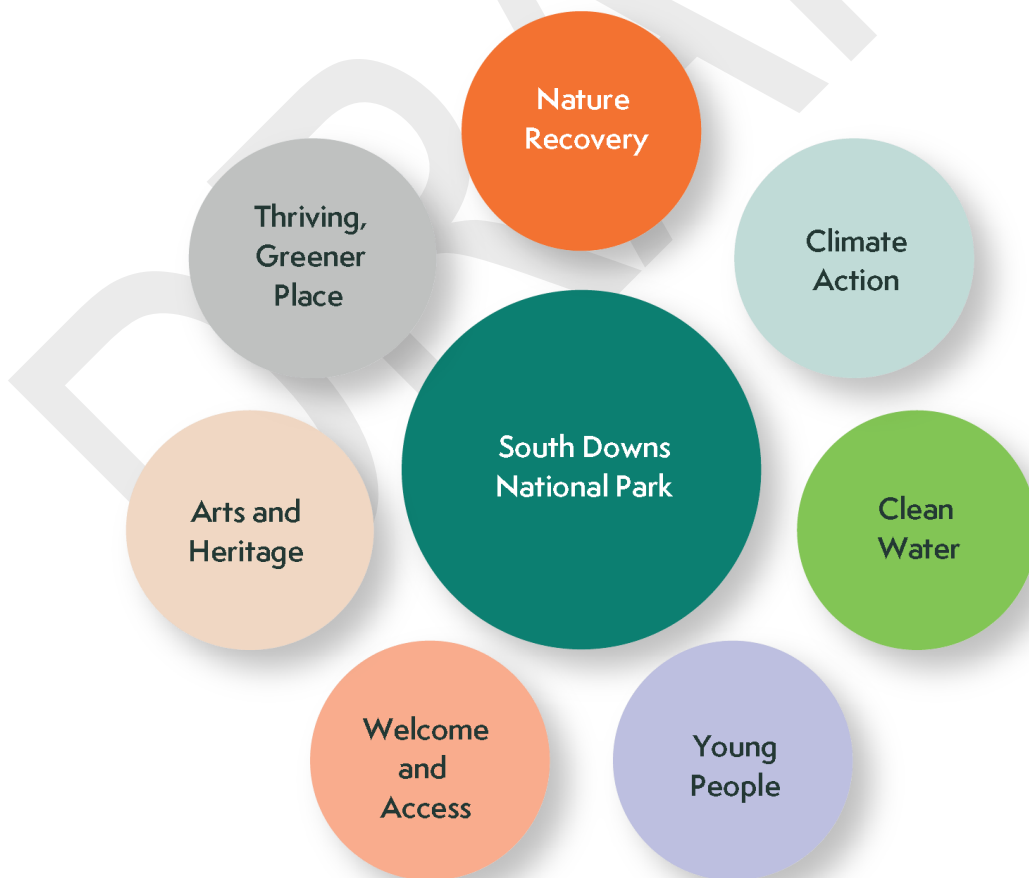 Nature
Recovery
Thriving,
Greener
Place
Climate
Action
South Downs
National Park
Arts and
Heritage
Clean
Water
Welcome
and
Access
Young
People